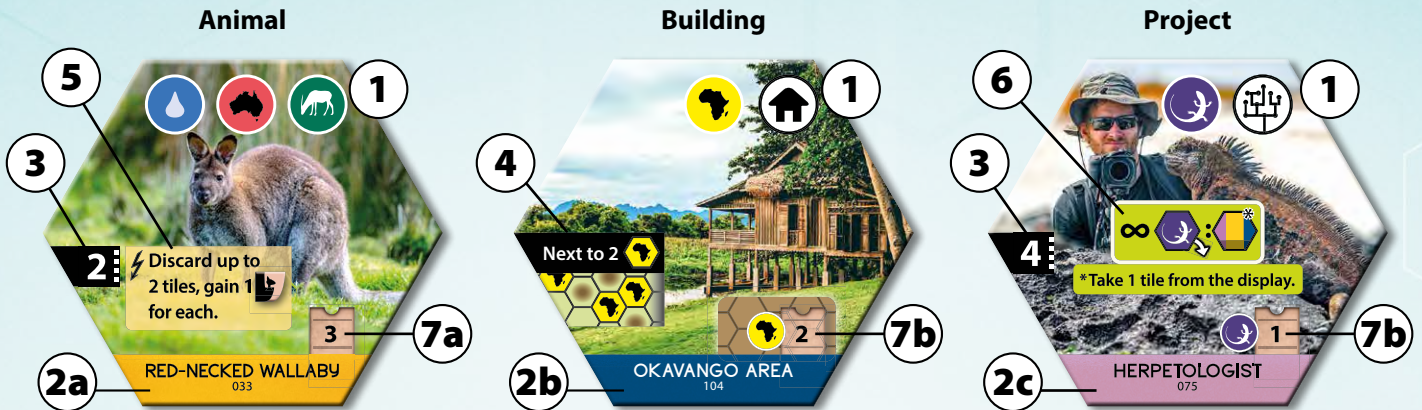 Animal
Building
Project
5
1
3
2
Discard up to
2 tiles, gain 1
for each.
3
7a
2a
RED-NECKED WALLABY
033
1
4
Next to 2
2
7b
2b
OKAVANGO AREA
104
6
1
3
4
∞ : *
*Take 1 tile from the display.
1
7b
2c
HERPETOLOGIST
075